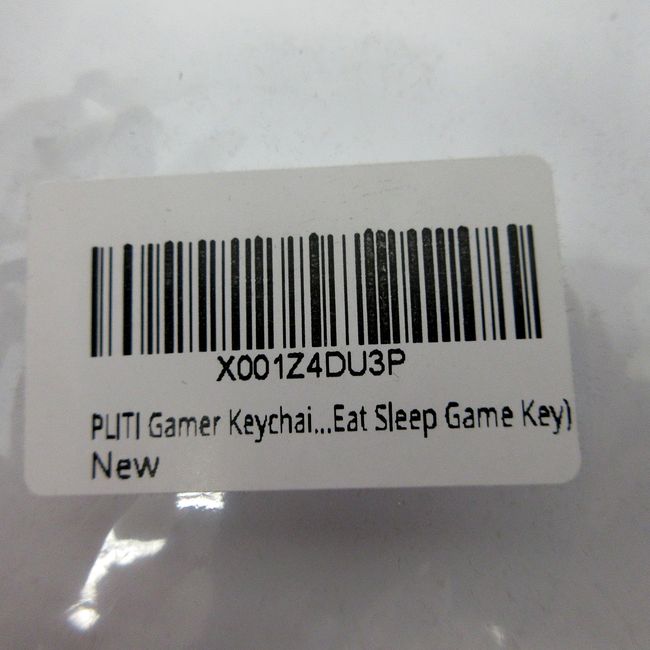 X001Z4DU3P
PLITI Gamer Keychai...Eat Sleep Game Key)
New